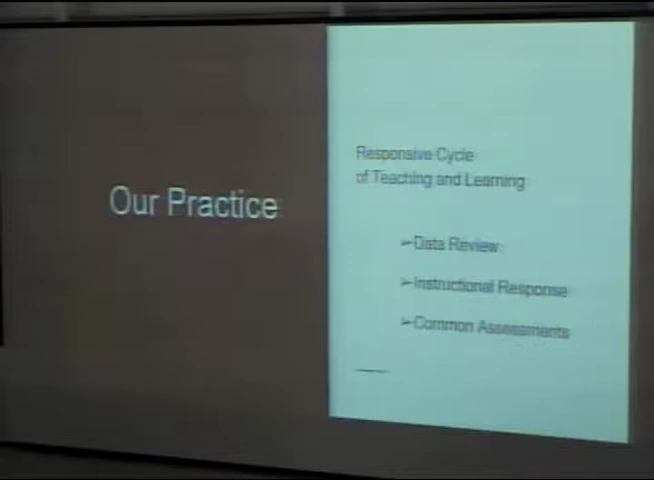 Our Practice
Responsive Cycle
of Teaching and Learning
➢Data Review
➢Instructional Response
➢Common Assessments